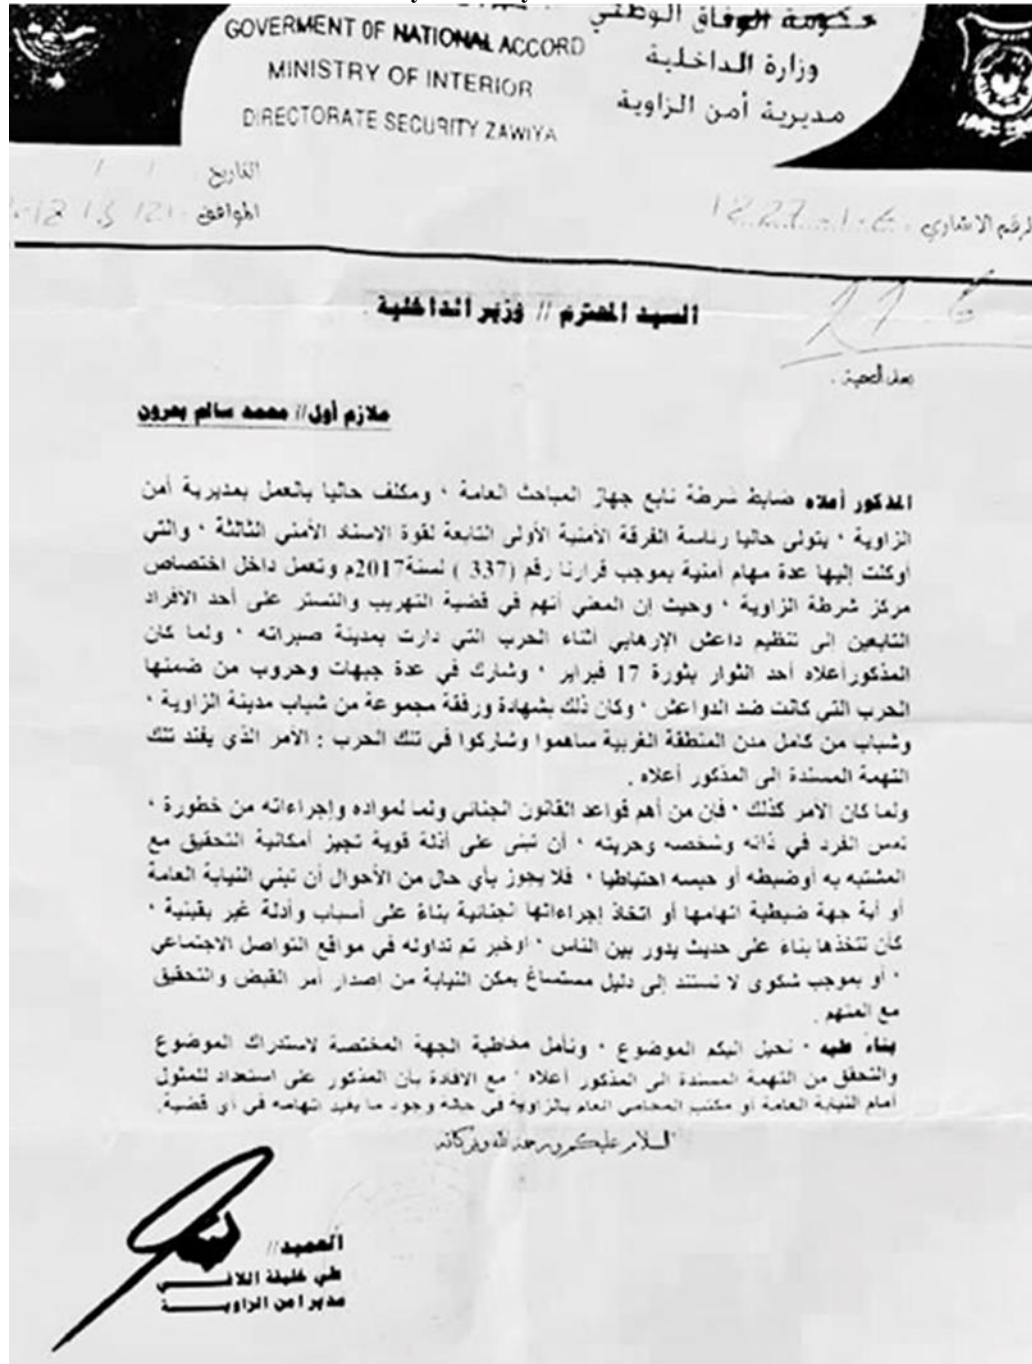 حكومة الوفاق الوطني
GOVERMENT OF NATIONAL ACCORD
وزارة الداخلية
MINISTRY OF INTERIOR
مديرية أمن الزاوية
DIRECTORATE SECURITY ZAWIYA
التاريخ / /
الموافق
الرقم الاشاري
السيد المحترم // وزير الداخلية .
بعد التحية .
ملازم أول // محمد سالم بحرون
المذكور أعلاه ضابط شرطة تابع جهاز المباحث العامة ، ومكلف حاليا بالعمل بمديرية أمن
الزاوية ، يتولى حاليا رئاسة الفرقة الأمنية الأولى التابعة لقوة الاسناد الأمني الثالثة ، والتي
أوكلت إليها عدة مهام أمنية بموجب قرارنا رقم (337 ) لسنة2017م وتعمل داخل اختصاص
مركز شرطة الزاوية ، وحيث إن المعني أتهم في قضية التهريب والتستر على أحد الافراد
التابعين إلى تنظيم داعش الإرهابي أثناء الحرب التي دارت بمدينة صبراته ، ولما كان
المذكورأعلاه أحد الثوار بثورة 17 فبراير ، وشارك في عدة جبهات وحروب من ضمنها
الحرب التي كانت ضد الدواعش ، وكان ذلك بشهادة ورفقة مجموعة من شباب مدينة الزاوية ،
وشباب من كامل مدن المنطقة الغربية ساهموا وشاركوا في تلك الحرب : الأمر الذي يفند تلك
التهمة المسندة الى المذكور أعلاه .
ولما كان الأمر كذلك ، فإن من أهم قواعد القانون الجنائي ولما لمواده وإجراءاته من خطورة ،
تمس الفرد في ذاته وشخصه وحريته ، أن تبنى على أدلة قوية تجيز أمكانية التحقيق مع
المشتبه به أوضبطه أو حبسه احتياطيا ، فلا يجوز بأي حال من الأحوال أن تبني النيابة العامة
أو أية جهة ضبطية اتهامها أو اتخاذ إجراءاتها الجنائية بناءً على أسباب وأدلة غير يقينية ،
كأن تتخذها بناءً على حديث يدور بين الناس ، أوخبر تم تداوله في مواقع التواصل الاجتماعي
، أو بموجب شكوى لا تستند إلى دليل مستساغ يمكن النيابة من اصدار أمر القبض والتحقيق
مع المتهم .
بناءً عليه ، نحيل اليكم الموضوع ، ونأمل مخاطبة الجهة المختصة لاستدراك الموضوع
والتحقق من التهمة المسندة الى المذكور أعلاه ، مع الافادة بأن المذكور على استعداد للمثول
أمام النيابة العامة أو مكتب المحامي العام بالزاوية في حالة وجود ما يفيد اتهامه في أي قضية.
السلام عليكم ورحمة الله وبركاته
العميد //
علي خليفة اللافـــي
مدير امن الزاويـــة